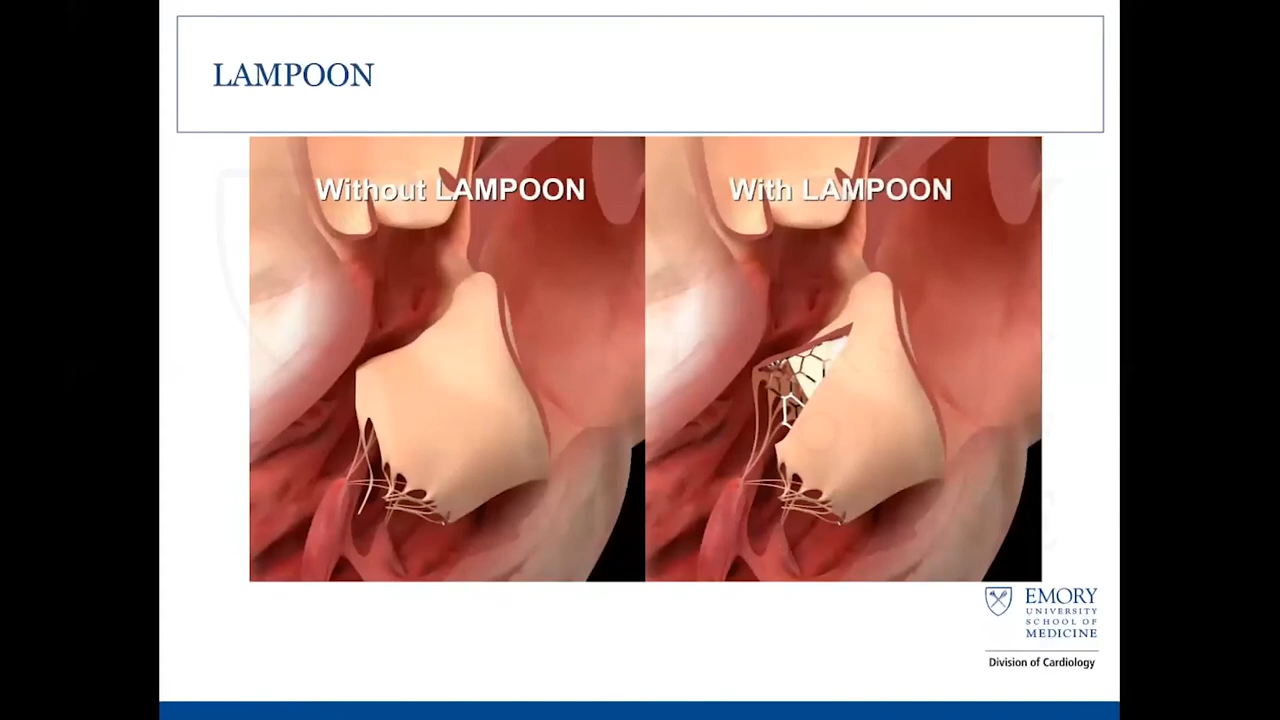 LAMPOON
Without LAMPOON
With LAMPOON
EMORY
UNIVERSITY
SCHOOL OF
MEDICINE
Division of Cardiology